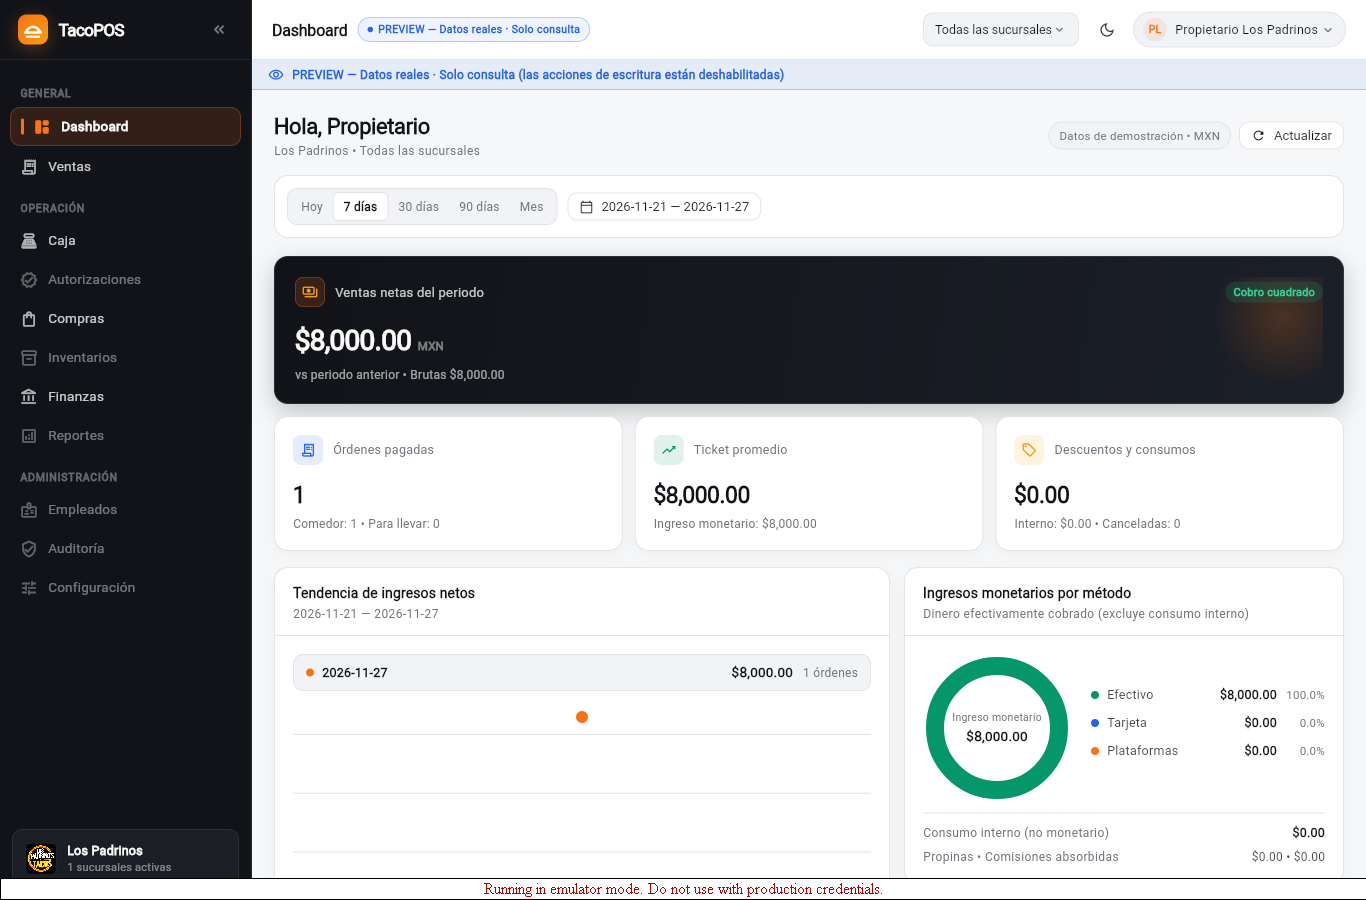 TacoPOS
GENERAL
Dashboard
Ventas
OPERACIÓN
Caja
Autorizaciones
Compras
Inventarios
Finanzas
Reportes
ADMINISTRACIÓN
Empleados
Auditoría
Configuración
Los Padrinos
1 sucursales activas
Dashboard
PREVIEW — Datos reales · Solo consulta
Todas las sucursales
PL
Propietario Los Padrinos
PREVIEW — Datos reales · Solo consulta (las acciones de escritura están deshabilitadas)
Hola, Propietario
Los Padrinos • Todas las sucursales
Datos de demostración • MXN
Actualizar
Hoy
7 días
30 días
90 días
Mes
2026-11-21 — 2026-11-27
Ventas netas del periodo
Cobro cuadrado
$8,000.00 MXN
vs periodo anterior • Brutas $8,000.00
Órdenes pagadas
1
Comedor: 1 • Para llevar: 0
Ticket promedio
$8,000.00
Ingreso monetario: $8,000.00
Descuentos y consumos
$0.00
Interno: $0.00 • Canceladas: 0
Tendencia de ingresos netos
2026-11-21 — 2026-11-27
2026-11-27 $8,000.00 1 órdenes
Ingresos monetarios por método
Dinero efectivamente cobrado (excluye consumo interno)
Ingreso monetario
$8,000.00
Efectivo $8,000.00 100.0%
Tarjeta $0.00 0.0%
Plataformas $0.00 0.0%
Consumo interno (no monetario) $0.00
Propinas • Comisiones absorbidas $0.00 • $0.00
Running in emulator mode. Do not use with production credentials.